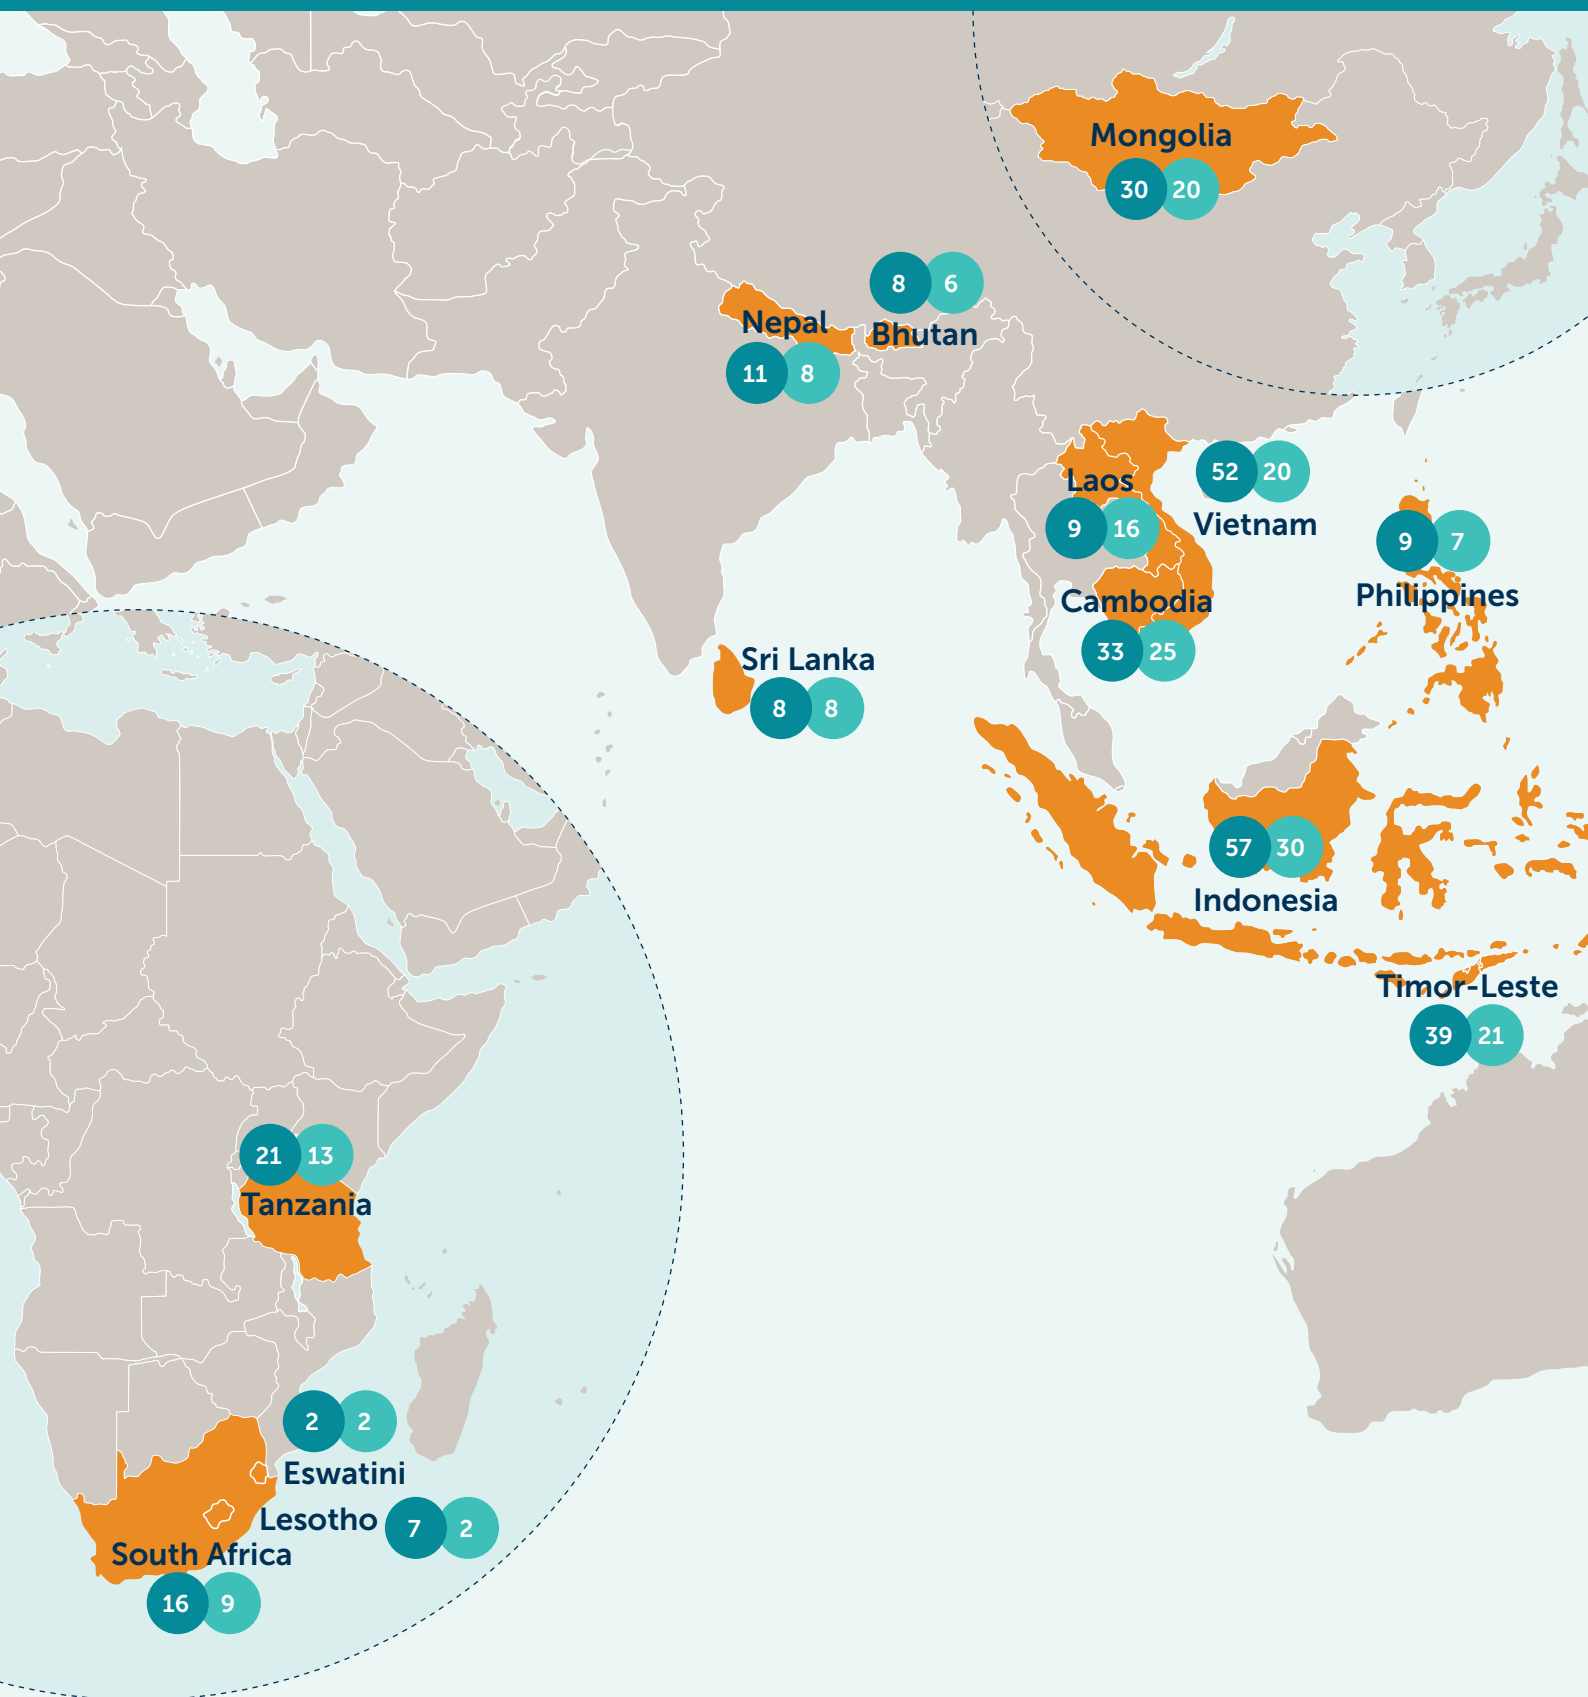 Mongolia
30 20
8 6
Nepal
Bhutan
11 8
Laos
52 20
9 16
Vietnam
9 7
Philippines
Cambodia
33 25
Sri Lanka
8 8
57 30
Indonesia
Timor-Leste
39 21
21 13
Tanzania
2 2
Eswatini
Lesotho 7 2
South Africa
16 9